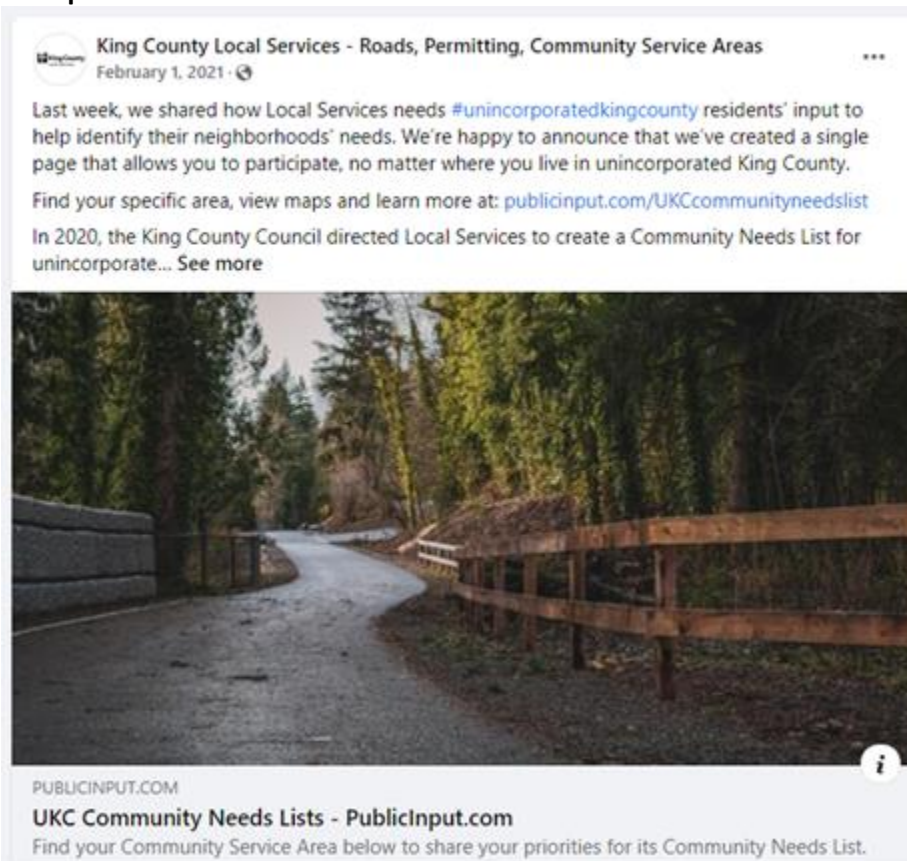 King County Local Services - Roads, Permitting, Community Service Areas
February 1, 2021 ·
Last week, we shared how Local Services needs #unincorporatedkingcounty residents' input to
help identify their neighborhoods' needs. We're happy to announce that we've created a single
page that allows you to participate, no matter where you live in unincorporated King County.
Find your specific area, view maps and learn more at: publicinput.com/UKCcommunityneedslist
In 2020, the King County Council directed Local Services to create a Community Needs List for
unincorporate... See more
i
PUBLICINPUT.COM
UKC Community Needs Lists - PublicInput.com
Find your Community Service Area below to share your priorities for its Community Needs List.